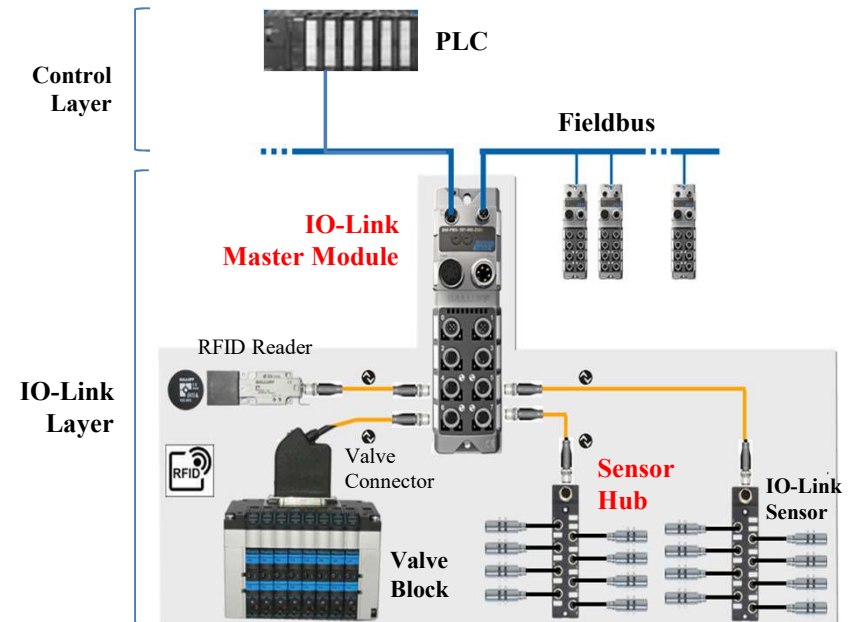 PLC
Control
Layer
Fieldbus
IO-Link
Master Module
BALLUFF
RFID Reader
IO-Link
Layer
RFID
Valve
Connector
Sensor
Hub
IO-Link
Sensor
Valve
Block